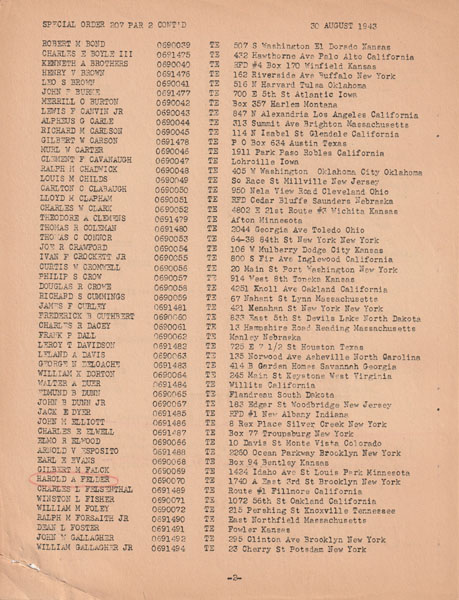 SPECIAL ORDER 207 PAR 2 CONT'D 30 AUGUST 1943
ROBERT M BOND 0690039 TE 507 S Washington El Dorado Kansas
CHARLES E BOYLE III 0691475 TE 432 Hawthorne Ave Palo Alto California
KENNETH A BROTHERS 0690040 TE RFD #4 Box 170 Winfield Kansas
HENRY V BROWN 0691476 TE 162 Riverside Ave Buffalo New York
LEO S BROWN 0690041 TE 516 N Harvard Tulsa Oklahoma
JOHN F BURKE 0691477 TE 700 E 5th St Atlantic Iowa
MERRILL C BURTON 0690042 TE Box 357 Harlem Montana
LEWIS F CANVIN JR 0690043 TE 847 N Alexandria Los Angeles California
ALPHEUS G CARLE 0690044 TE 313 Summit Ave Brighton Massachusetts
RICHARD M CARLSON 0690045 TE 114 N Isabel St Glendale California
GILBERT W CARSON 0691478 TE P O Box 634 Austin Texas
NURL W CARTER 0690046 TE 1911 Park Paso Robles California
CLEMENT F CAVANAUGH 0690047 TE Lohroille Iowa
RALPH M CHADWICK 0690048 TE 405 V Washington Oklahoma City Oklahoma
LOUIS M CHILDS 0690049 TE So Race St Millville New Jersey
CARLTON C CLABAUGH 0690050 TE 950 Nela View Road Cleveland Ohio
LLOYD M CLAPHAM 0690051 TE RFD Cedar Bluffs Saunders Nebraska
CHARLES W CLARK 0690052 TE 4802 E 21st Route #3 Wichita Kansas
THEODORE A CLEMENS 0691479 TE Afton Minnesota
THOMAS R COLEMAN 0691480 TE 2044 Georgia Ave Toledo Ohio
THOMAS C CONNOR 0690053 TE 64-38 84th St New York New York
JOE R CRAWFORD 0690054 TE 106 W Mulberry Dodge City Kansas
IVAN F CROCKETT JR 0690055 TE 800 S Fir Ave Inglewood California
CURTIS W CROMWELL 0690056 TE 20 Main St Port Washington New York
PHILIP S CROW 0690057 TE 914 West 8th Topeka Kansas
DOUGLAS R CROWE 0690058 TE 4251 Knoll Ave Oakland California
RICHARD S CUMMINGS 0690059 TE 67 Nahant St Lynn Massachusetts
JAMES F CURLEY 0691481 TE 421 Menahan St New York New York
FREDERICK B CUTHBERT 0690060 TE 833 East 5th St Devils Lake North Dakota
CHARLES R DACEY 0690061 TE 13 Hampshire Road Reading Massachusetts
FRANK P DALL 0690062 TE Manley Nebraska
LEROY T DAVIDSON 0691482 TE 725 E 7 1/2 St Houston Texas
LELAND A DAVIS 0690063 TE 135 Norwood Ave Asheville North Carolina
GEORGE N DELOACHE 0691483 TE 414 B Garden Homes Savannah Georgia
WILLIAM K DORTON 0690064 TE 245 Main St Keystone West Virginia
WALTER A DUER 0691484 TE Willits California
EDMUND B DUNN 0690065 TE Flandreau South Dakota
JOHN B DUNN JR 0690067 TE 183 Edgar St Woodbridge New Jersey
JACK E DYER 0691485 TE RFD #1 New Albany Indiana
JOHN M ELLIOTT 0691486 TE 8 Rex Place Silver Creek New York
CHARLES E ELWELL 0691487 TE Box 77 Troupsburg New York
ELMO R ELWOOD 0690066 TE 10 Davis St Monte Vista Colorado
ARNOLD V ESPOSITO 0691488 TE 2260 Ocean Parkway Brooklyn New York
EARL K EVANS 0690068 TE Box 94 Bentley Kansas
GILBERT M FALCK 0690069 TE 1424 Idaho Ave St Louis Park Minnesota
HAROLD A FELDER 0690070 TE 1740 A East 3rd St Brooklyn New York
CHARLES L FELSENTHAL 0691489 TE Route #1 Fillmore California
WINSTON L FISHER 0690071 TE 1072 56th St Oakland California
WILLIAM M FOLEY 0690072 TE 215 Pershing St Knoxville Tennessee
RALPH M FORSAITH JR 0691490 TE East Northfield Massachusetts
DEAN L FOSTER 0691491 TE Fowler Kansas
JOHN M GALLAGHER 0691492 TE 295 Clinton Ave Brooklyn New York
WILLIAM GALLAGHER JR 0691494 TE 23 Cherry St Potsdam New York
-2-